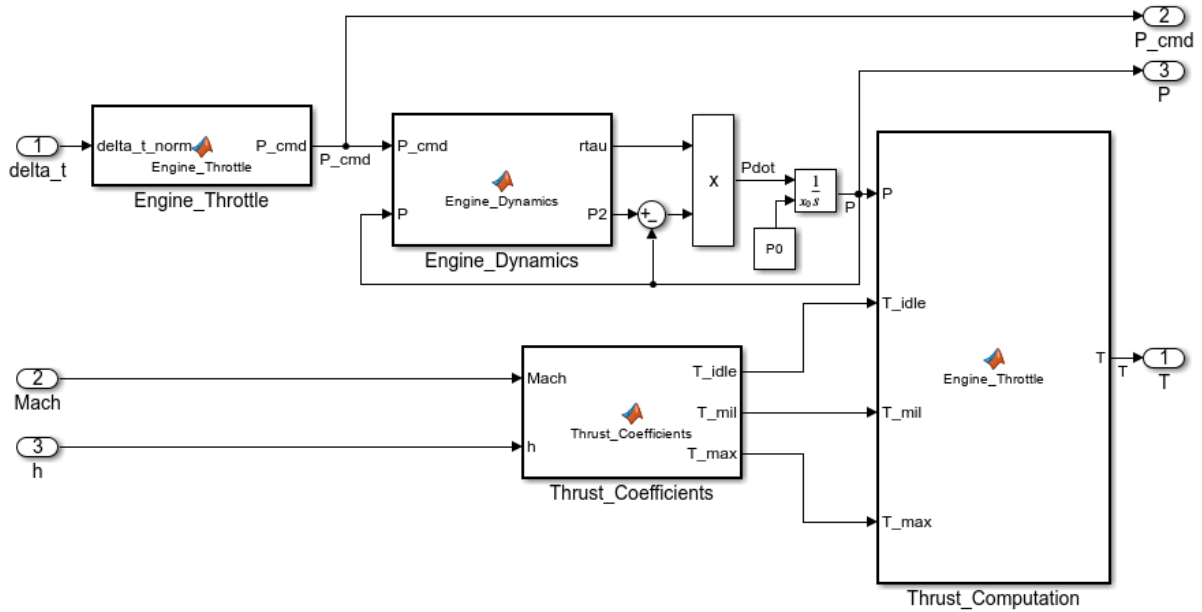 2
P_cmd
3
P
1
delta_t
delta_t_norm
P_cmd
Engine_Throttle
Engine_Throttle
P_cmd
P_cmd
rtau
P
P2
Engine_Dynamics
Engine_Dynamics
+
−
X
Pdot
P0
1
x₀ s
P
P
T_idle
T_mil
T_max
Engine_Throttle
T
Thrust_Computation
T
1
T
2
Mach
3
h
Mach
h
T_idle
T_mil
T_max
Thrust_Coefficients
Thrust_Coefficients